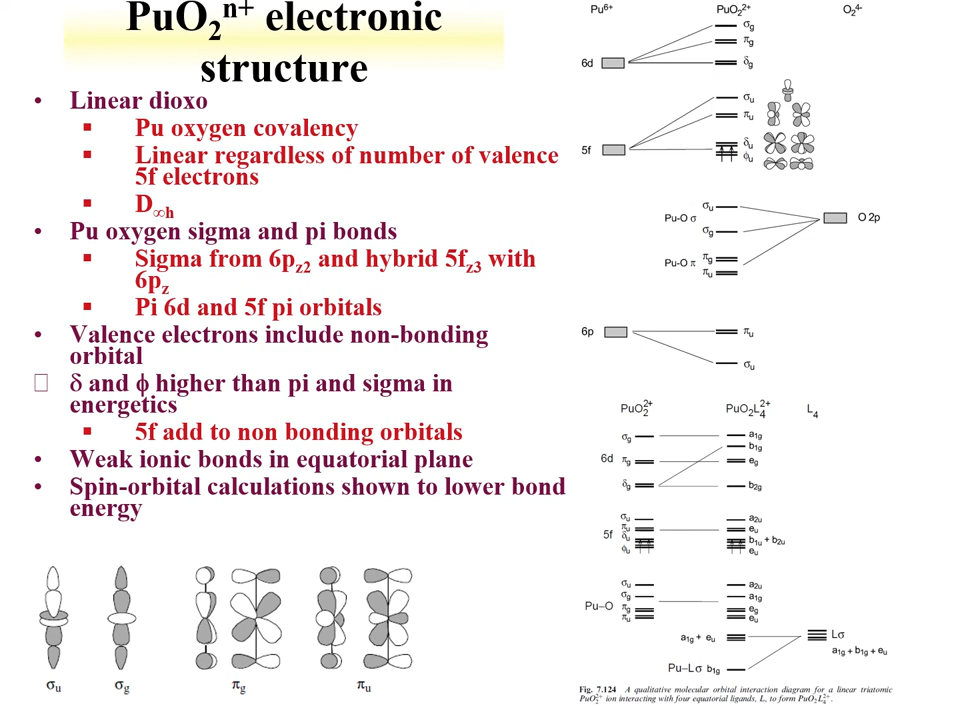 PuO₂ⁿ⁺ electronic
structure
• Linear dioxo
▪ Pu oxygen covalency
▪ Linear regardless of number of valence
5f electrons
▪ D∞h
• Pu oxygen sigma and pi bonds
▪ Sigma from 6pz2 and hybrid 5fz3 with
6pz
▪ Pi 6d and 5f pi orbitals
• Valence electrons include non-bonding
orbital
□ δ and ϕ higher than pi and sigma in
energetics
▪ 5f add to non bonding orbitals
• Weak ionic bonds in equatorial plane
• Spin-orbital calculations shown to lower bond
energy
σu σg πg πu
Pu⁶⁺ PuO₂²⁺ O₂⁴⁻
σg
πg
6d δg
σu
πu
5f δu
ϕu
σu
Pu-O σ O 2p
σg
Pu-O π πg
πu
6p πu
σu
PuO₂²⁺ PuO₂L₄²⁺ L₄
σg a1g
b1g
6d πg eg
δg b2g
σu a2u
5f πu eu
δu b1u + b2u
ϕu eu
σu a2u
σg a1g
Pu–O πg eg
πu eu
a1g + eu Lσ
a1g + b1g + eu
Pu–Lσ b1g
Fig. 7.124 A qualitative molecular orbital interaction diagram for a linear triatomic
PuO₂²⁺ ion interacting with four equatorial ligands, L, to form PuO₂L₄²⁺.